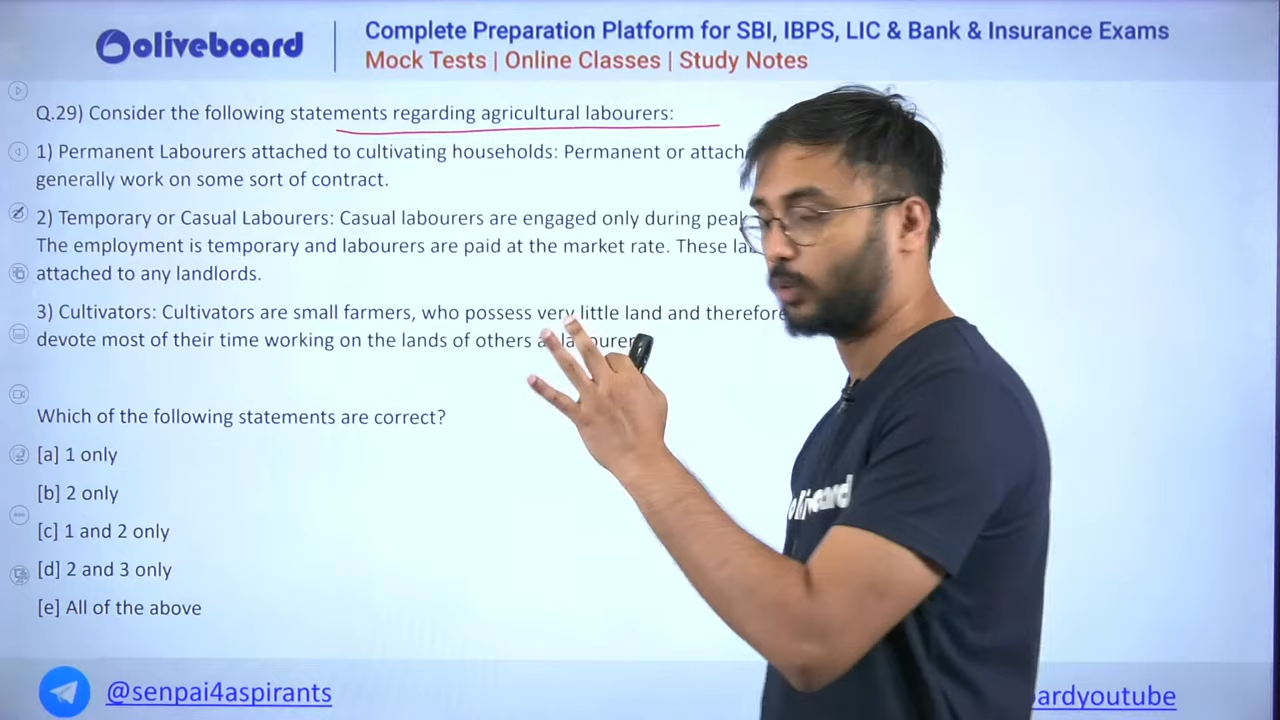 oliveboard
Complete Preparation Platform for SBI, IBPS, LIC & Bank & Insurance Exams
Mock Tests | Online Classes | Study Notes
Q.29) Consider the following statements regarding agricultural labourers:
1) Permanent Labourers attached to cultivating households: Permanent or
generally work on some sort of contract.
2) Temporary or Casual Labourers: Casual labourers are engaged only during
The employment is temporary and labourers are paid at the market rate. These
attached to any landlords.
3) Cultivators: Cultivators are small farmers, who possess very little land and therefore
devote most of their time working on the lands of others
Which of the following statements are correct?
[a] 1 only
[b] 2 only
[c] 1 and 2 only
[d] 2 and 3 only
[e] All of the above
@senpai4aspirants